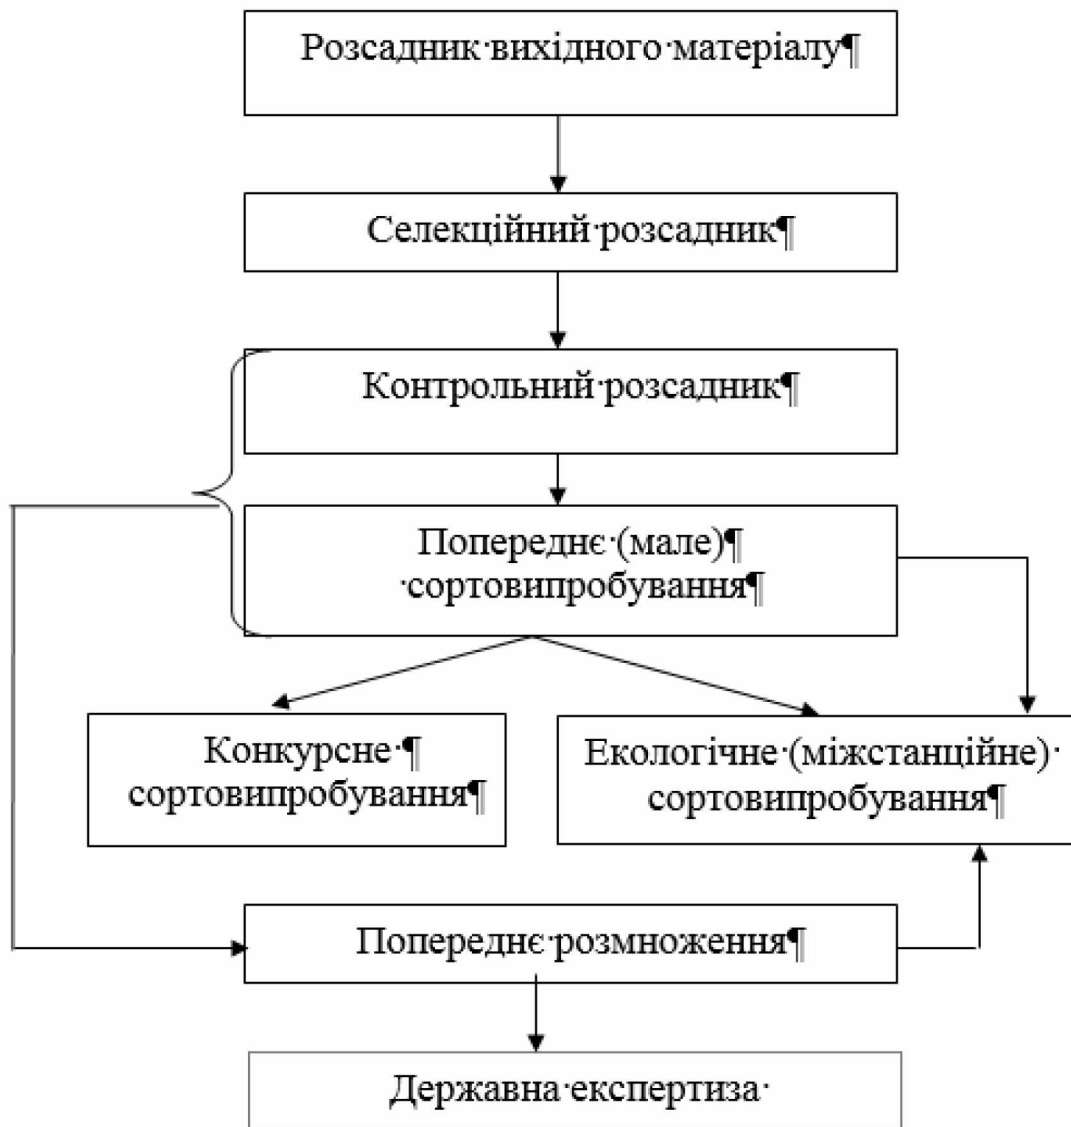 Розсадник·вихідного·матеріалу¶
Селекційний·розсадник¶
Контрольний·розсадник¶
Попереднє·(мале)¶
·сортовипробування¶
Конкурсне·¶
сортовипробування¶
Екологічне·(міжстанційне)·
сортовипробування¶
Попереднє·розмноження¶
Державна·експертиза·